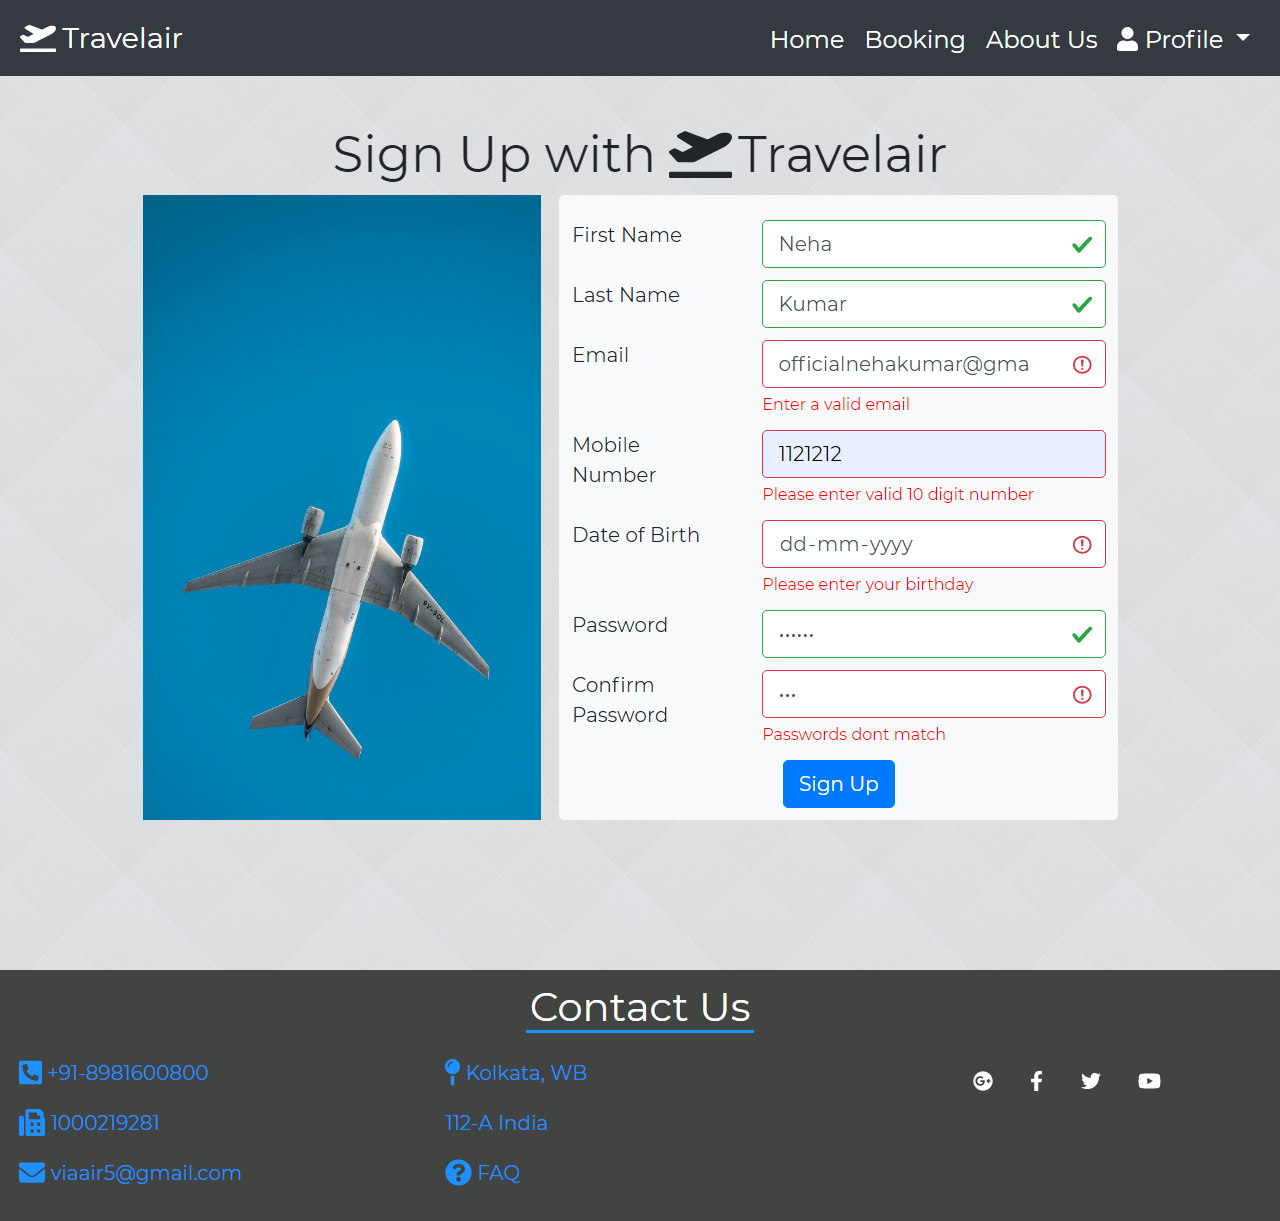 Travelair
Home Booking About Us Profile
Sign Up with Travelair
First Name Neha
Last Name Kumar
Email officialnehakumar@gma
Enter a valid email
Mobile Number 1121212
Please enter valid 10 digit number
Date of Birth dd-mm-yyyy
Please enter your birthday
Password ••••••
Confirm Password •••
Passwords dont match
Sign Up
9V-SQL
Contact Us
+91-8981600800
1000219281
viaair5@gmail.com
Kolkata, WB
112-A India
FAQ